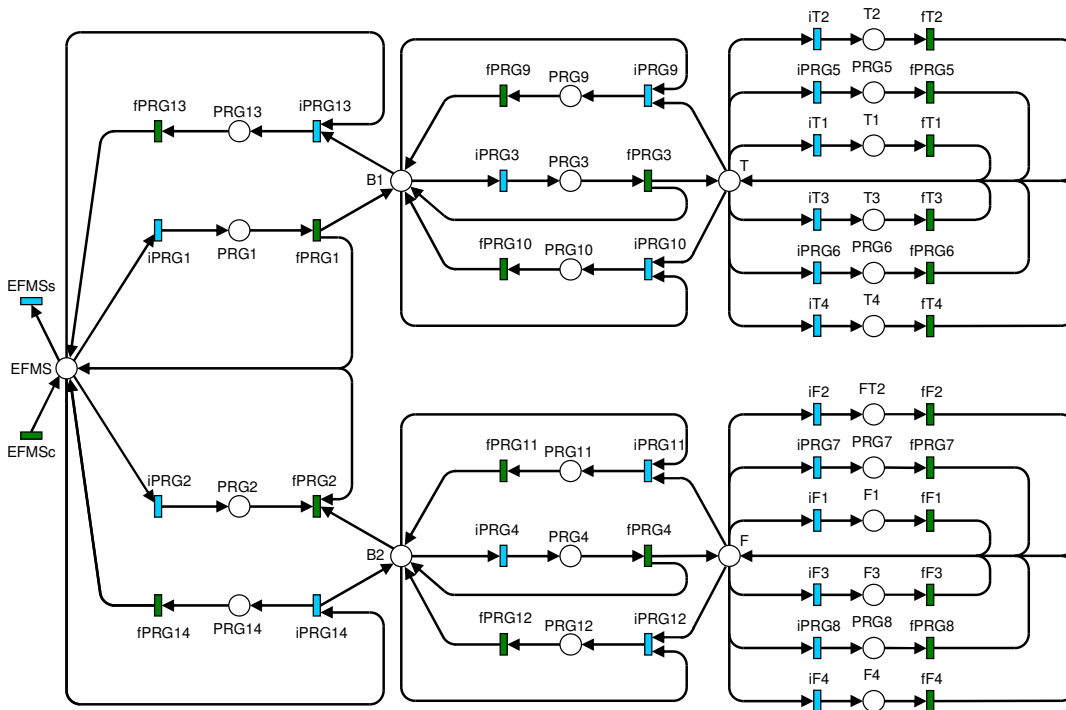 iT2 T2 fT2
fPRG9 PRG9 iPRG9 iPRG5 PRG5 fPRG5
fPRG13 PRG13 iPRG13
iT1 T1 fT1
iPRG3 PRG3 fPRG3
B1 T
iT3 T3 fT3
fPRG10 PRG10 iPRG10
iPRG1 PRG1 fPRG1
iPRG6 PRG6 fPRG6
EFMSs
iT4 T4 fT4
EFMS
iF2 FT2 fF2
EFMSc
fPRG11 PRG11 iPRG11 iPRG7 PRG7 fPRG7
iPRG2 PRG2 fPRG2
iF1 F1 fF1
iPRG4 PRG4 fPRG4
B2 F
iF3 F3 fF3
fPRG12 PRG12 iPRG12
fPRG14 PRG14 iPRG14
iPRG8 PRG8 fPRG8
iF4 F4 fF4